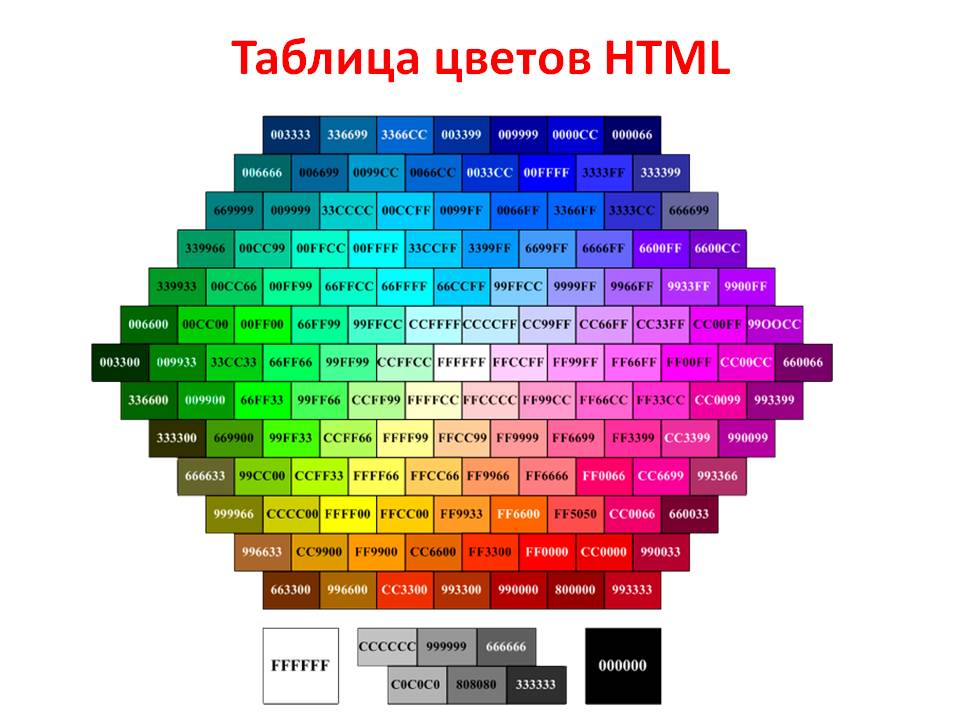 Таблица цветов HTML
003333 336699 3366CC 003399 009999 0000CC 000066
006666 006699 0099CC 0066CC 0033CC 00FFFF 3333FF 333399
669999 009999 33CCCC 00CCFF 0099FF 0066FF 3366FF 3333CC 666699
339966 00CC99 00FFCC 00FFFF 33CCFF 3399FF 6699FF 6666FF 6600FF 6600CC
339933 00CC66 00FF99 66FFCC 66FFFF 66CCFF 99FFCC 9999FF 9966FF 9933FF 9900FF
006600 00CC00 00FF00 66FF99 99FFCC CCFFFF CCCCFF CC99FF CC66FF CC33FF CC00FF 99OOCC
003300 009933 33CC33 66FF66 99FF99 CCFFCC FFFFFF FFCCFF FF99FF FF66FF FF00FF CC00CC 660066
336600 009900 66FF33 99FF66 CCFF99 FFFFCC FFCCCC FF99CC FF66CC FF33CC CC0099 993399
333300 669900 99FF33 CCFF66 FFFF99 FFCC99 FF9999 FF6699 FF3399 CC3399 990099
666633 99CC00 CCFF33 FFFF66 FFCC66 FF9966 FF6666 FF0066 CC6699 993366
999966 CCCC00 FFFF00 FFCC00 FF9933 FF6600 FF5050 CC0066 660033
996633 CC9900 FF9900 CC6600 FF3300 FF0000 CC0000 990033
663300 996600 CC3300 993300 990000 800000 993333
FFFFFF CCCCCC 999999 666666 000000
C0C0C0 808080 333333